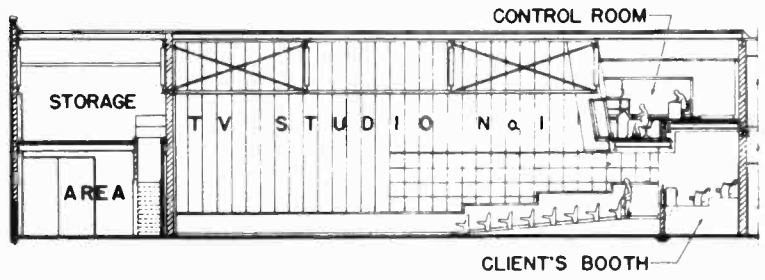 CONTROL ROOM
STORAGE
TV STUDIO No 1
AREA
CLIENT'S BOOTH